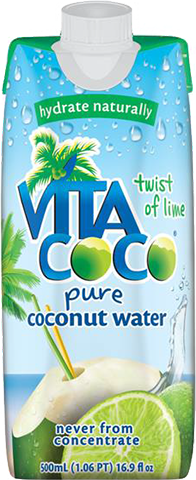 hydrate naturally
twist
of lime
VITA
COCO
pure
coconut water
never from
concentrate
500mL (1.06 PT) 16.9 fl oz